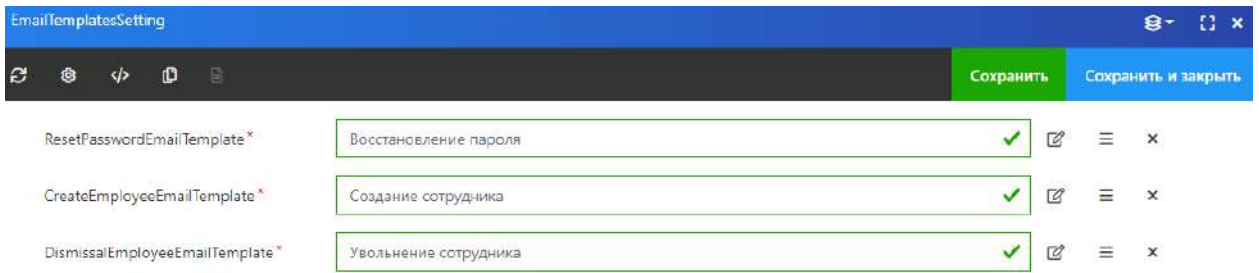 EmailTemplatesSetting
Сохранить Сохранить и закрыть
ResetPasswordEmailTemplate* Восстановление пароля
CreateEmployeeEmailTemplate* Создание сотрудника
DismissalEmployeeEmailTemplate* Увольнение сотрудника